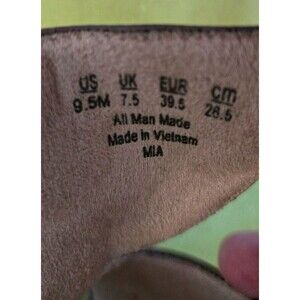 US UK EUR cm
9.5M 7.5 39.5 26.5
All Man Made
Made in Vietnam
MIA